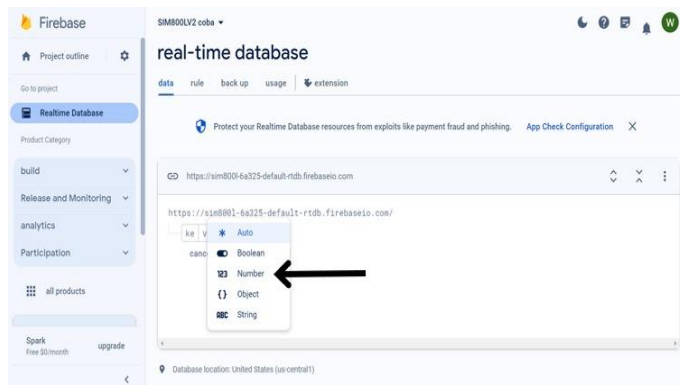 Firebase
Project outline
Go to project
Realtime Database
Product Category
build
Release and Monitoring
analytics
Participation
all products
Spark
Free $0/month
upgrade
SIM800LV2 coba
W
real-time database
data rule back up usage extension
Protect your Realtime Database resources from exploits like payment fraud and phishing. App Check Configuration
https://sim800l-6a325-default-rtdb.firebaseio.com
https://sim800l-6a325-default-rtdb.firebaseio.com/
ke V
canc
Auto
Boolean
123 Number
{} Object
ABC String
Database location: United States (us-central1)